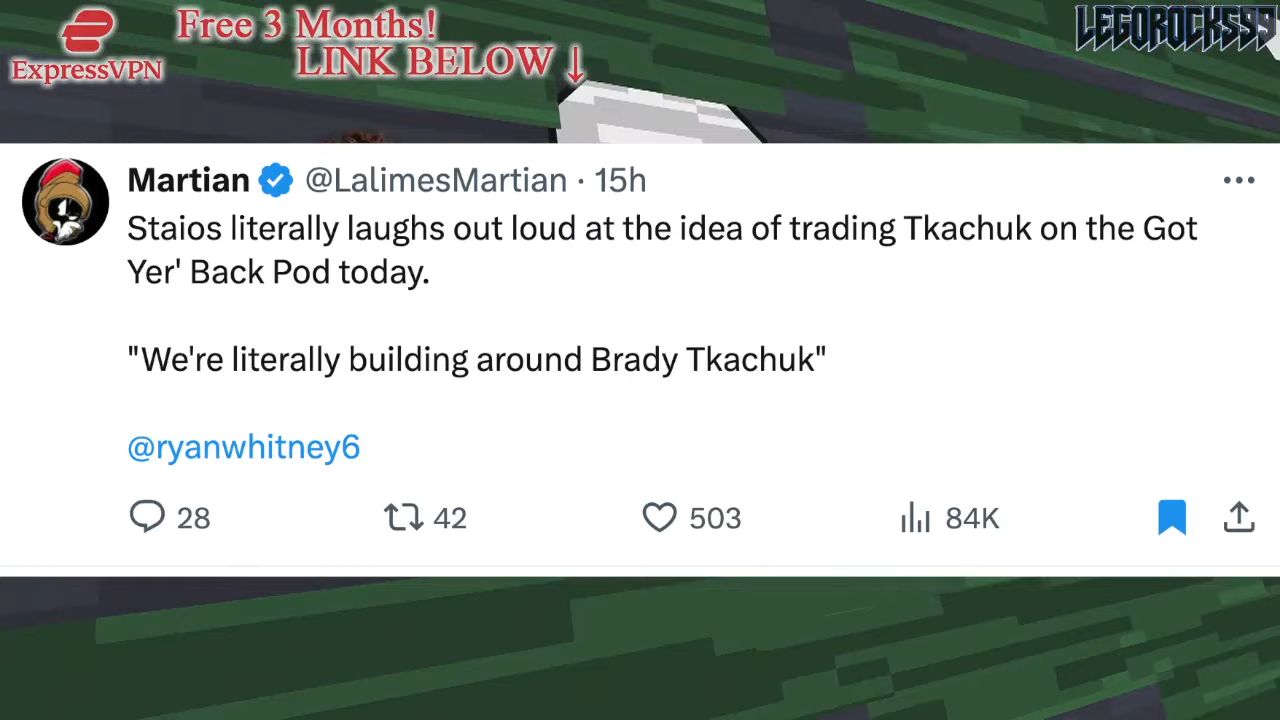 Free 3 Months!
LEGOROCKS99
LINK BELOW ↓
ExpressVPN
Martian @LalimesMartian · 15h
Staios literally laughs out loud at the idea of trading Tkachuk on the Got
Yer' Back Pod today.
"We're literally building around Brady Tkachuk"
@ryanwhitney6
28 42 503 84K